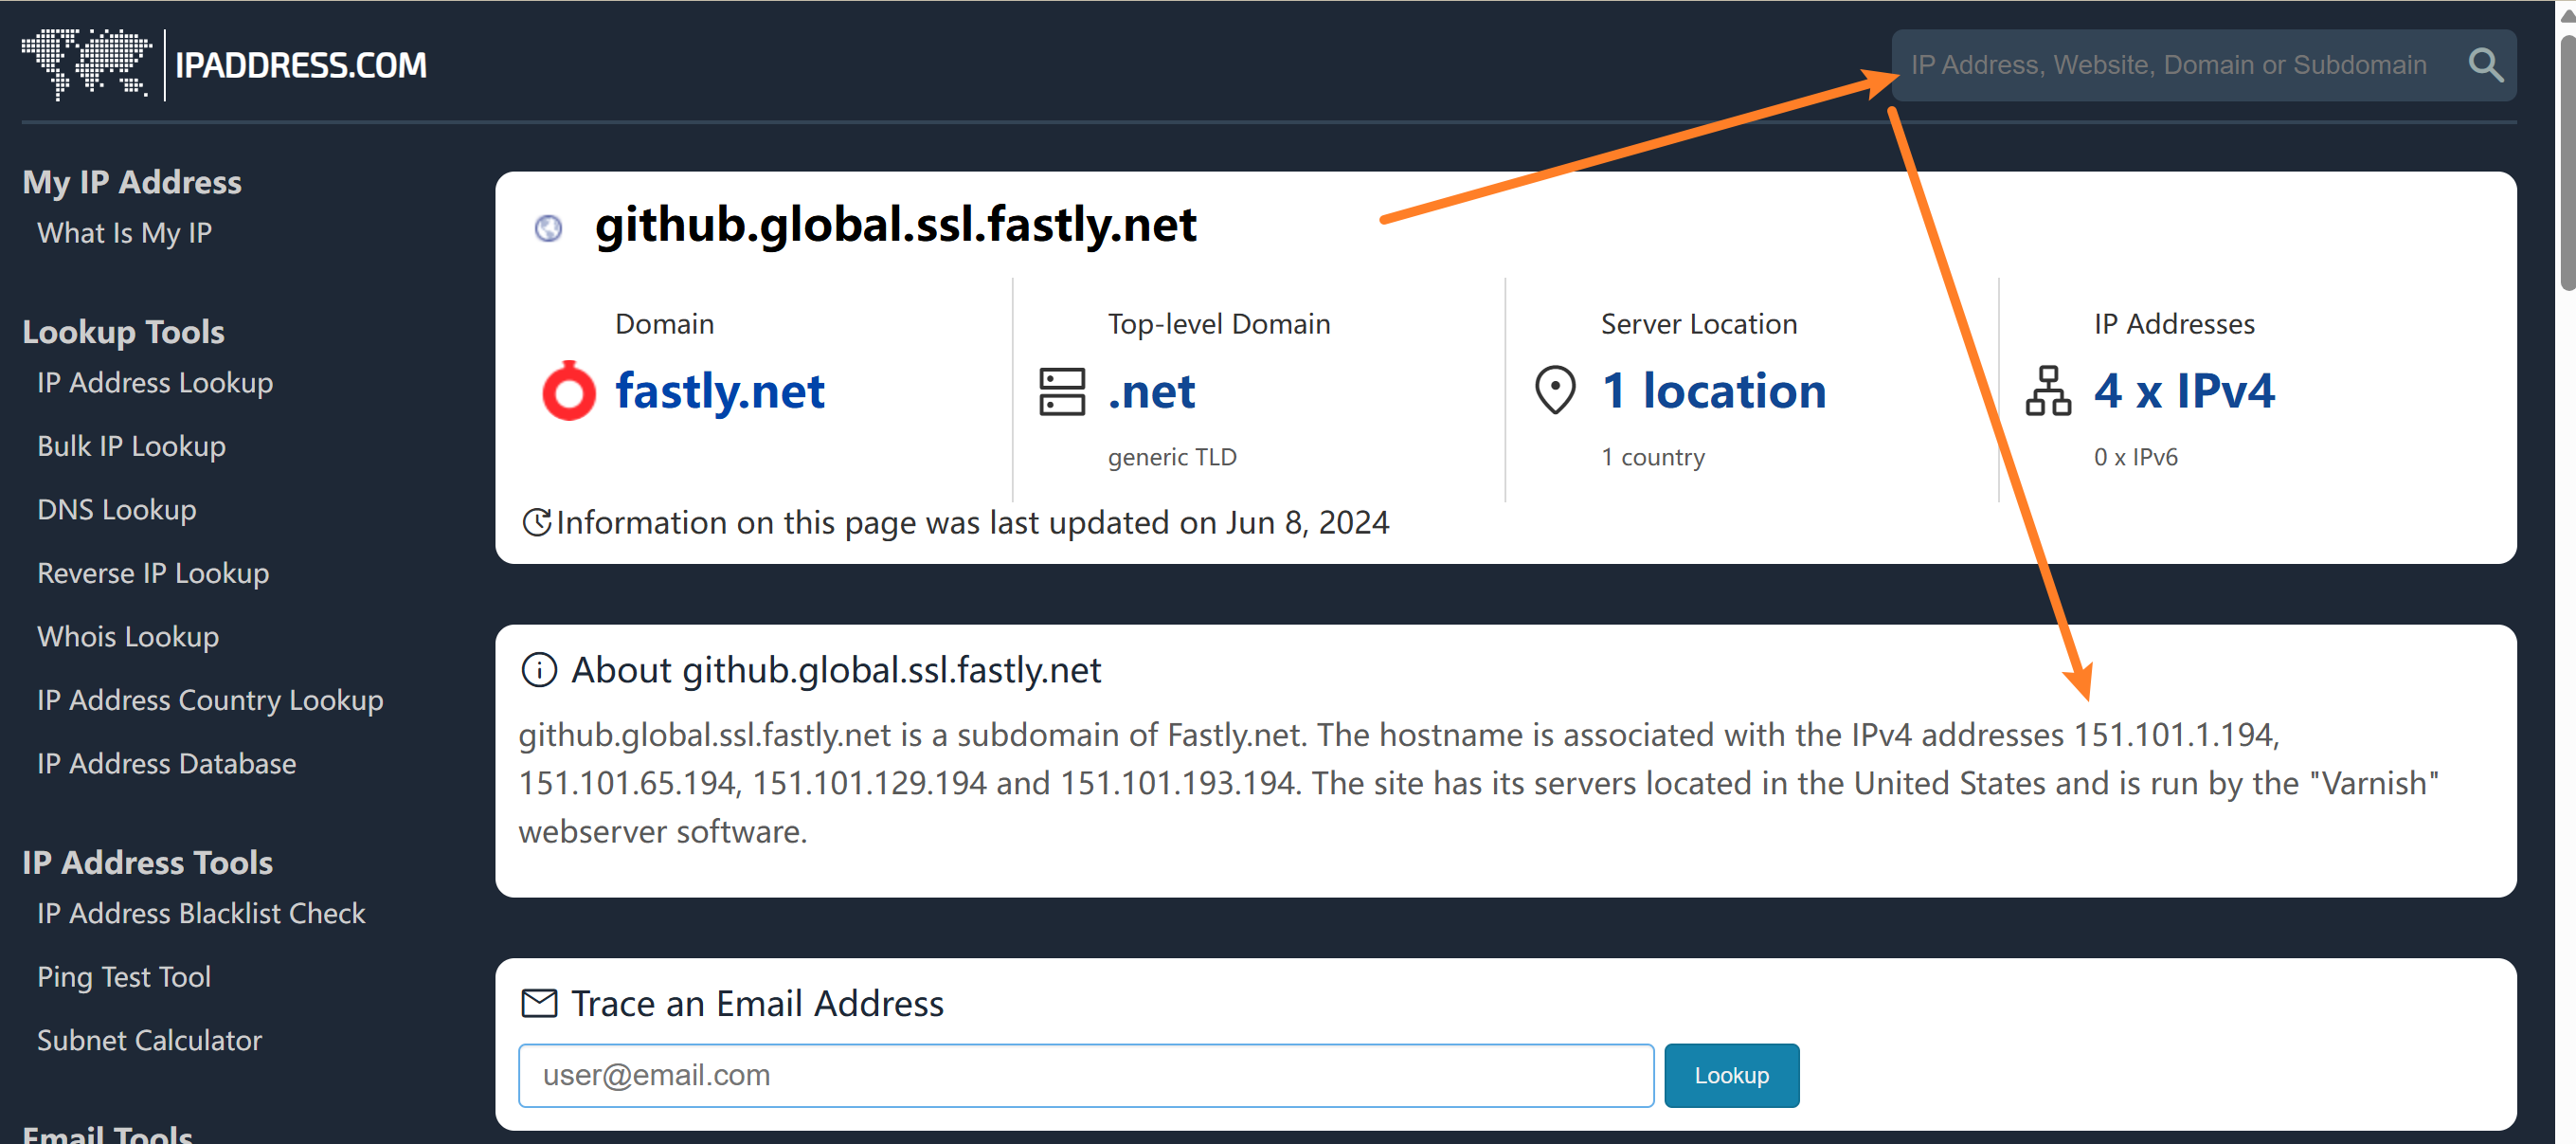 IPADDRESS.COM
IP Address, Website, Domain or Subdomain
My IP Address
What Is My IP
Lookup Tools
IP Address Lookup
Bulk IP Lookup
DNS Lookup
Reverse IP Lookup
Whois Lookup
IP Address Country Lookup
IP Address Database
IP Address Tools
IP Address Blacklist Check
Ping Test Tool
Subnet Calculator
Email Tools
github.global.ssl.fastly.net
Domain
fastly.net
Top-level Domain
.net
generic TLD
Server Location
1 location
1 country
IP Addresses
4 x IPv4
0 x IPv6
Information on this page was last updated on Jun 8, 2024
About github.global.ssl.fastly.net
github.global.ssl.fastly.net is a subdomain of Fastly.net. The hostname is associated with the IPv4 addresses 151.101.1.194,
151.101.65.194, 151.101.129.194 and 151.101.193.194. The site has its servers located in the United States and is run by the "Varnish"
webserver software.
Trace an Email Address
user@email.com
Lookup